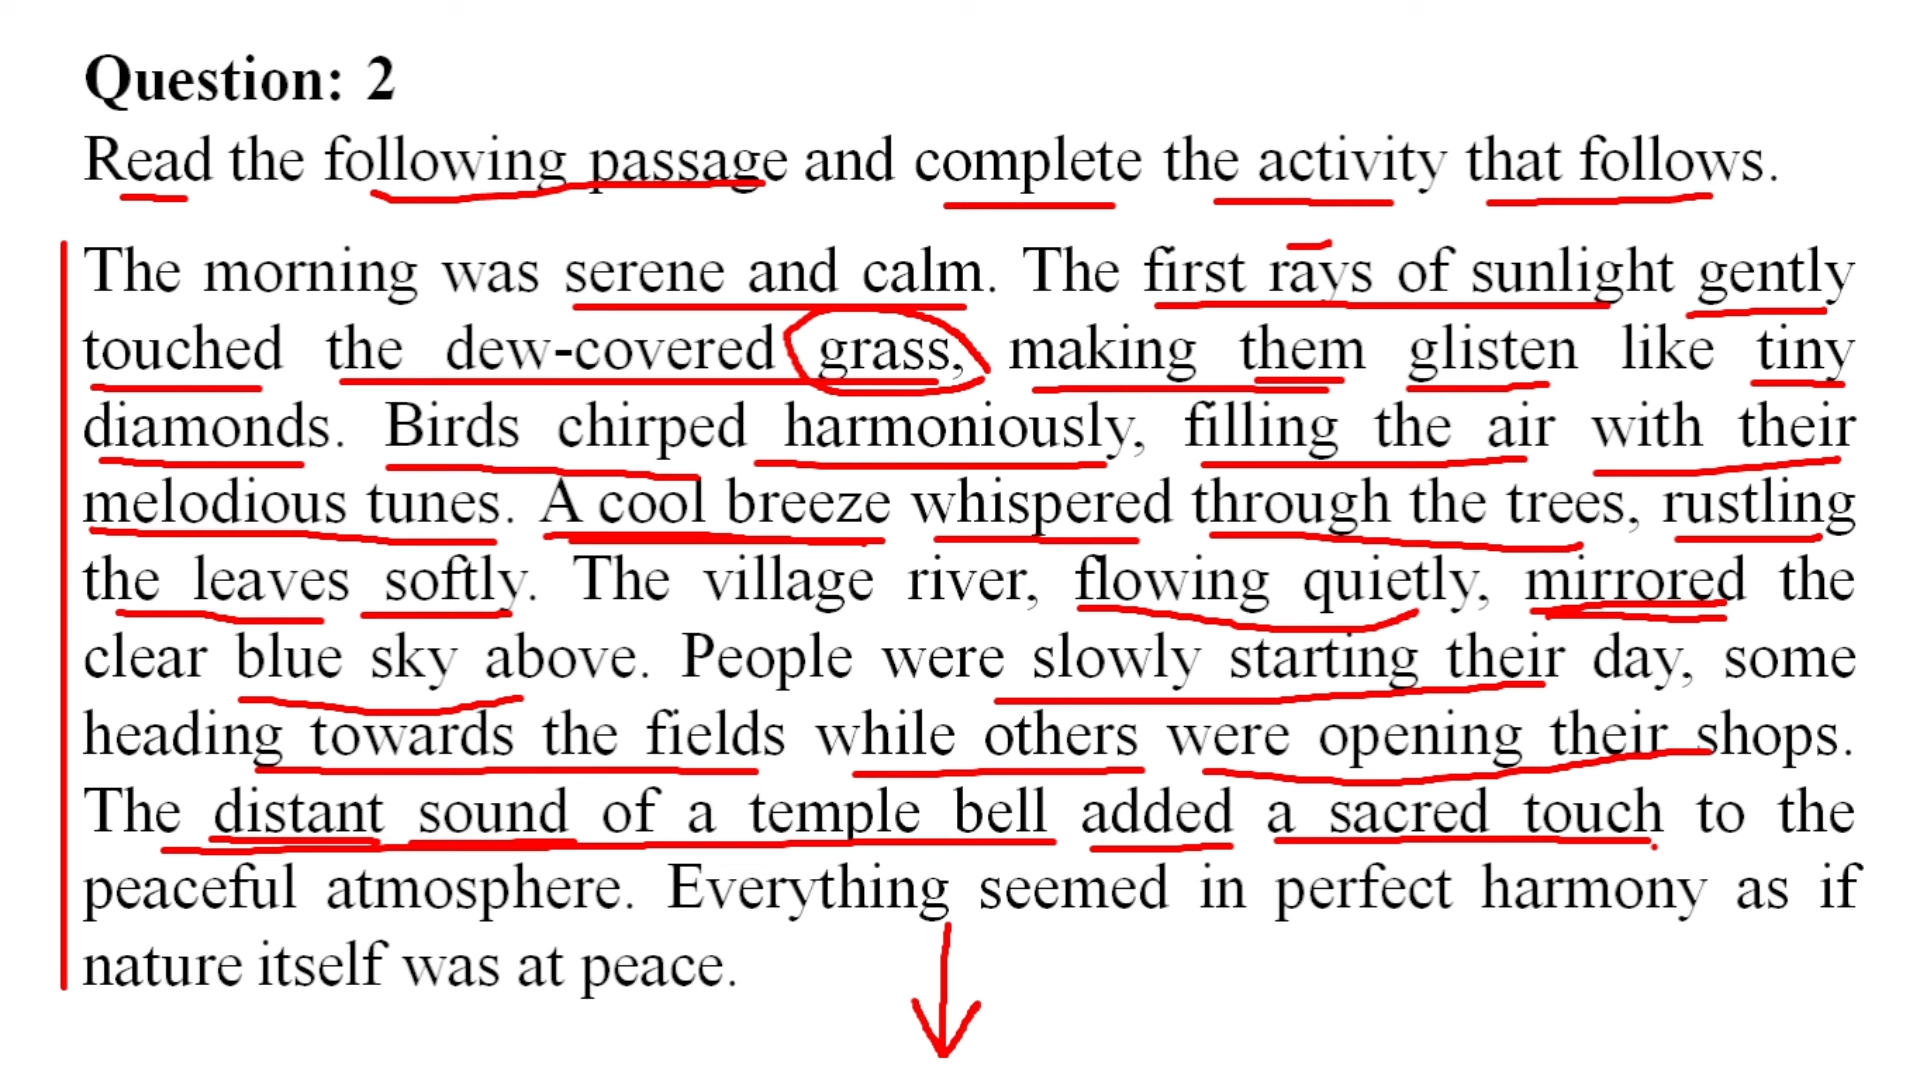 Question: 2
Read the following passage and complete the activity that follows.
The morning was serene and calm. The first rays of sunlight gently
touched the dew-covered grass, making them glisten like tiny
diamonds. Birds chirped harmoniously, filling the air with their
melodious tunes. A cool breeze whispered through the trees, rustling
the leaves softly. The village river, flowing quietly, mirrored the
clear blue sky above. People were slowly starting their day, some
heading towards the fields while others were opening their shops.
The distant sound of a temple bell added a sacred touch to the
peaceful atmosphere. Everything seemed in perfect harmony as if
nature itself was at peace.